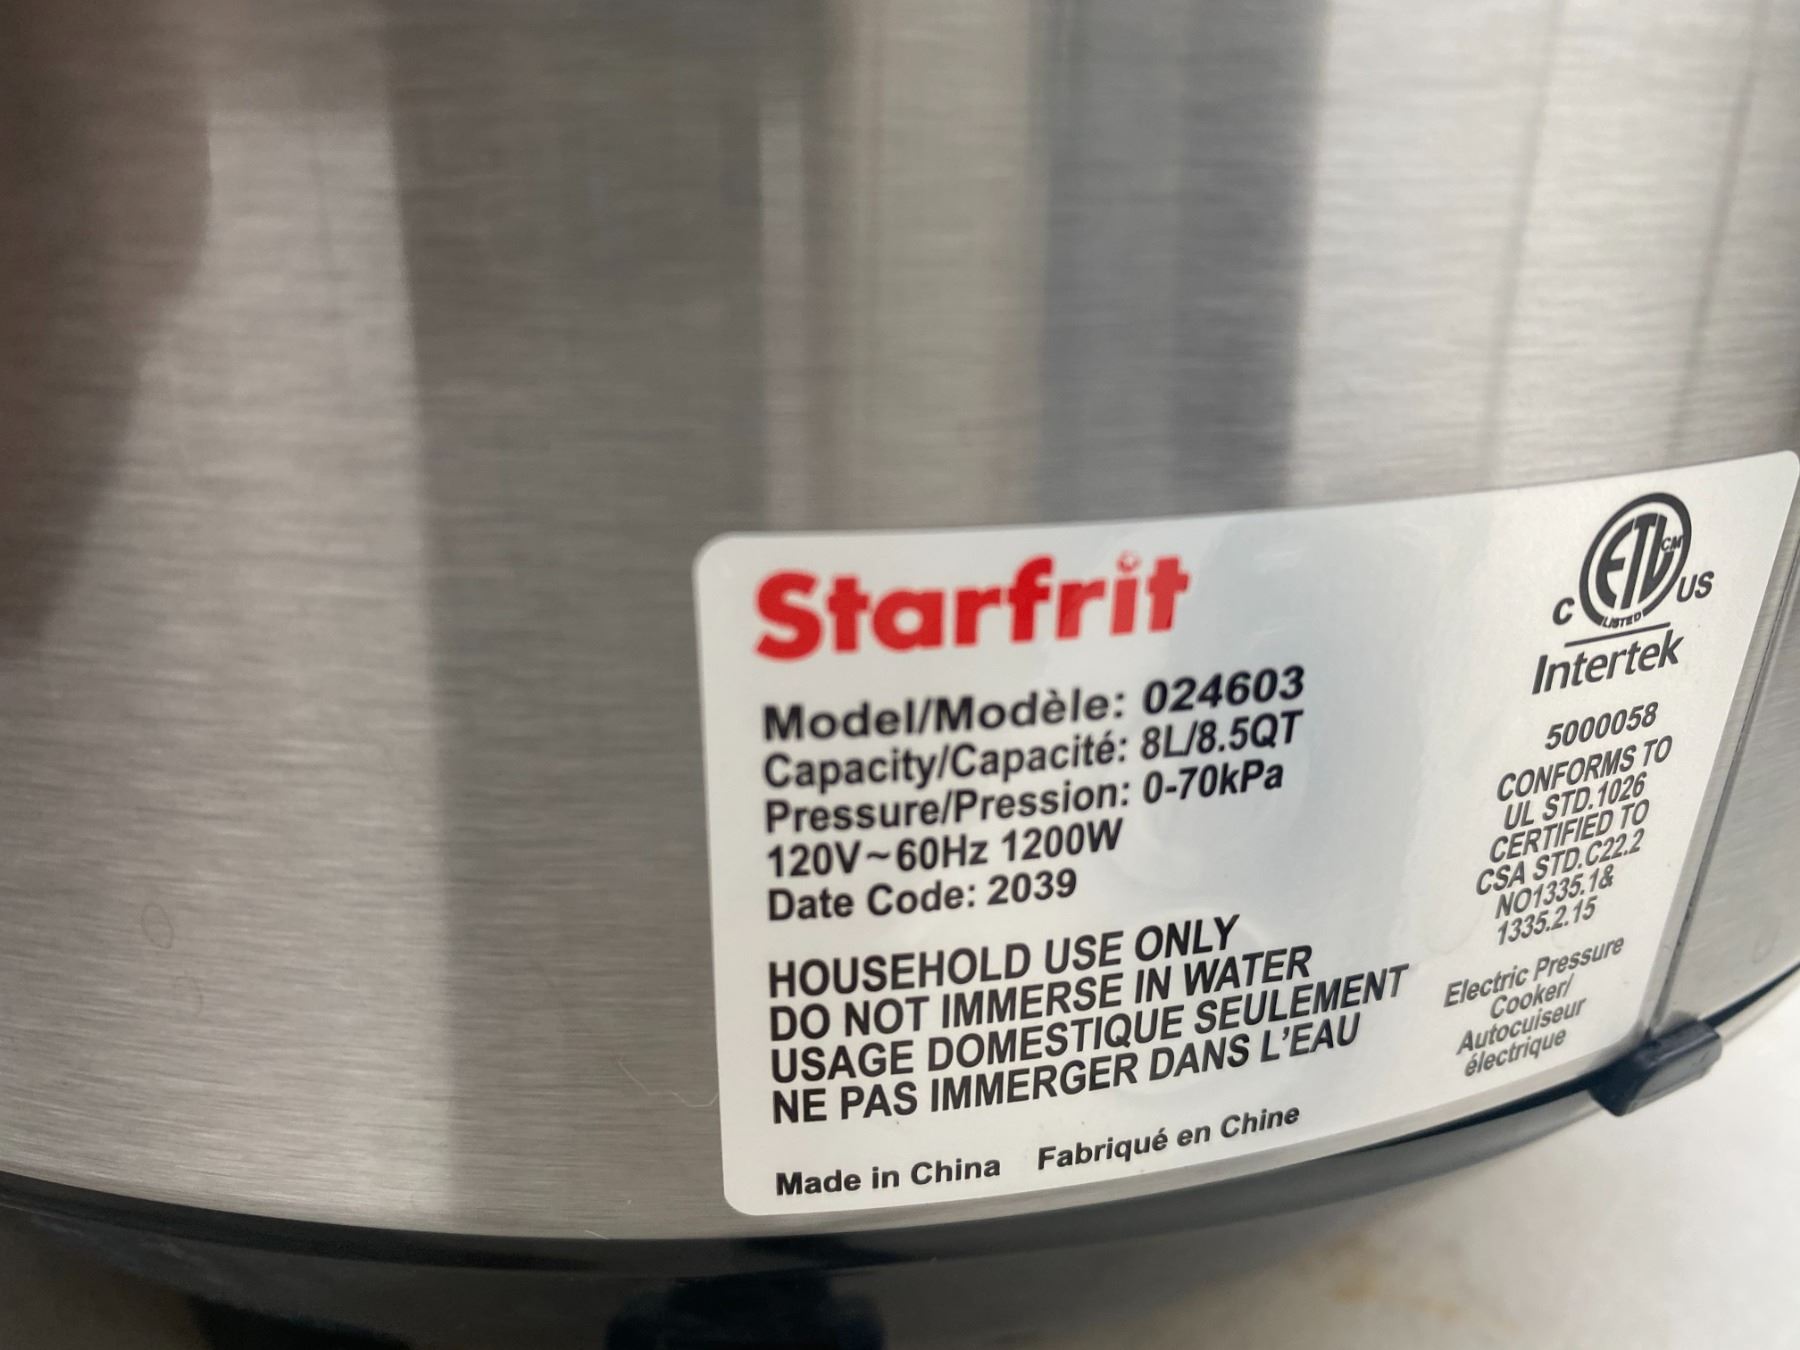 Starfrit
Model/Modèle: 024603
Capacity/Capacité: 8L/8.5QT
Pressure/Pression: 0-70kPa
120V~60Hz 1200W
Date Code: 2039
HOUSEHOLD USE ONLY
DO NOT IMMERSE IN WATER
USAGE DOMESTIQUE SEULEMENT
NE PAS IMMERGER DANS L'EAU
Made in China Fabriqué en Chine
C ETL CM US
LISTED
Intertek
5000058
CONFORMS TO
UL STD.1026
CERTIFIED TO
CSA STD.C22.2
NO1335.1&
1335.2.15
Electric Pressure
Cooker/
Autocuiseur
électrique